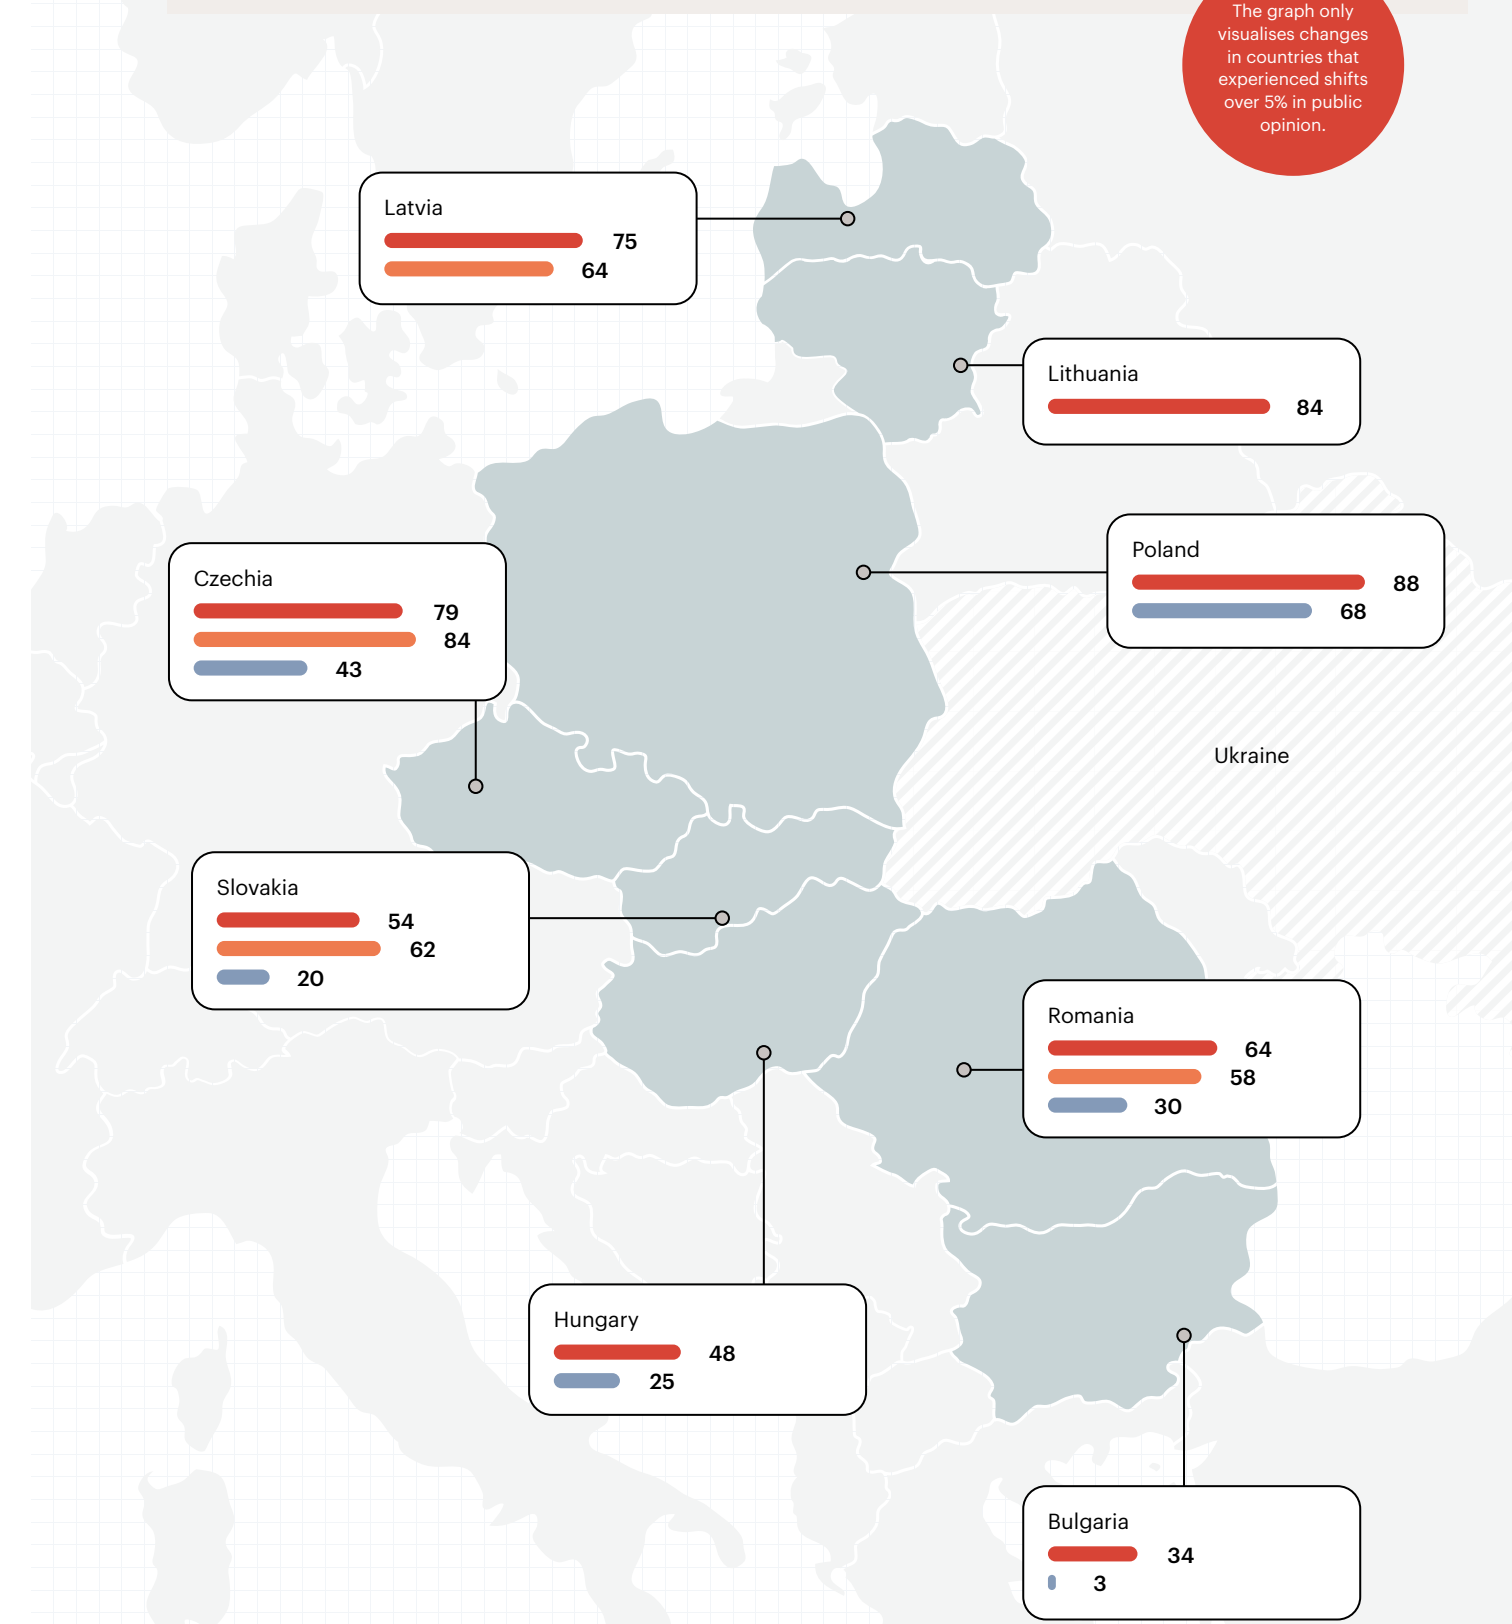 The graph only
visualises changes
in countries that
experienced shifts
over 5% in public
opinion.
Latvia
75
64
Lithuania
84
Poland
88
68
Czechia
79
84
43
Ukraine
Slovakia
54
62
20
Romania
64
58
30
Hungary
48
25
Bulgaria
34
3